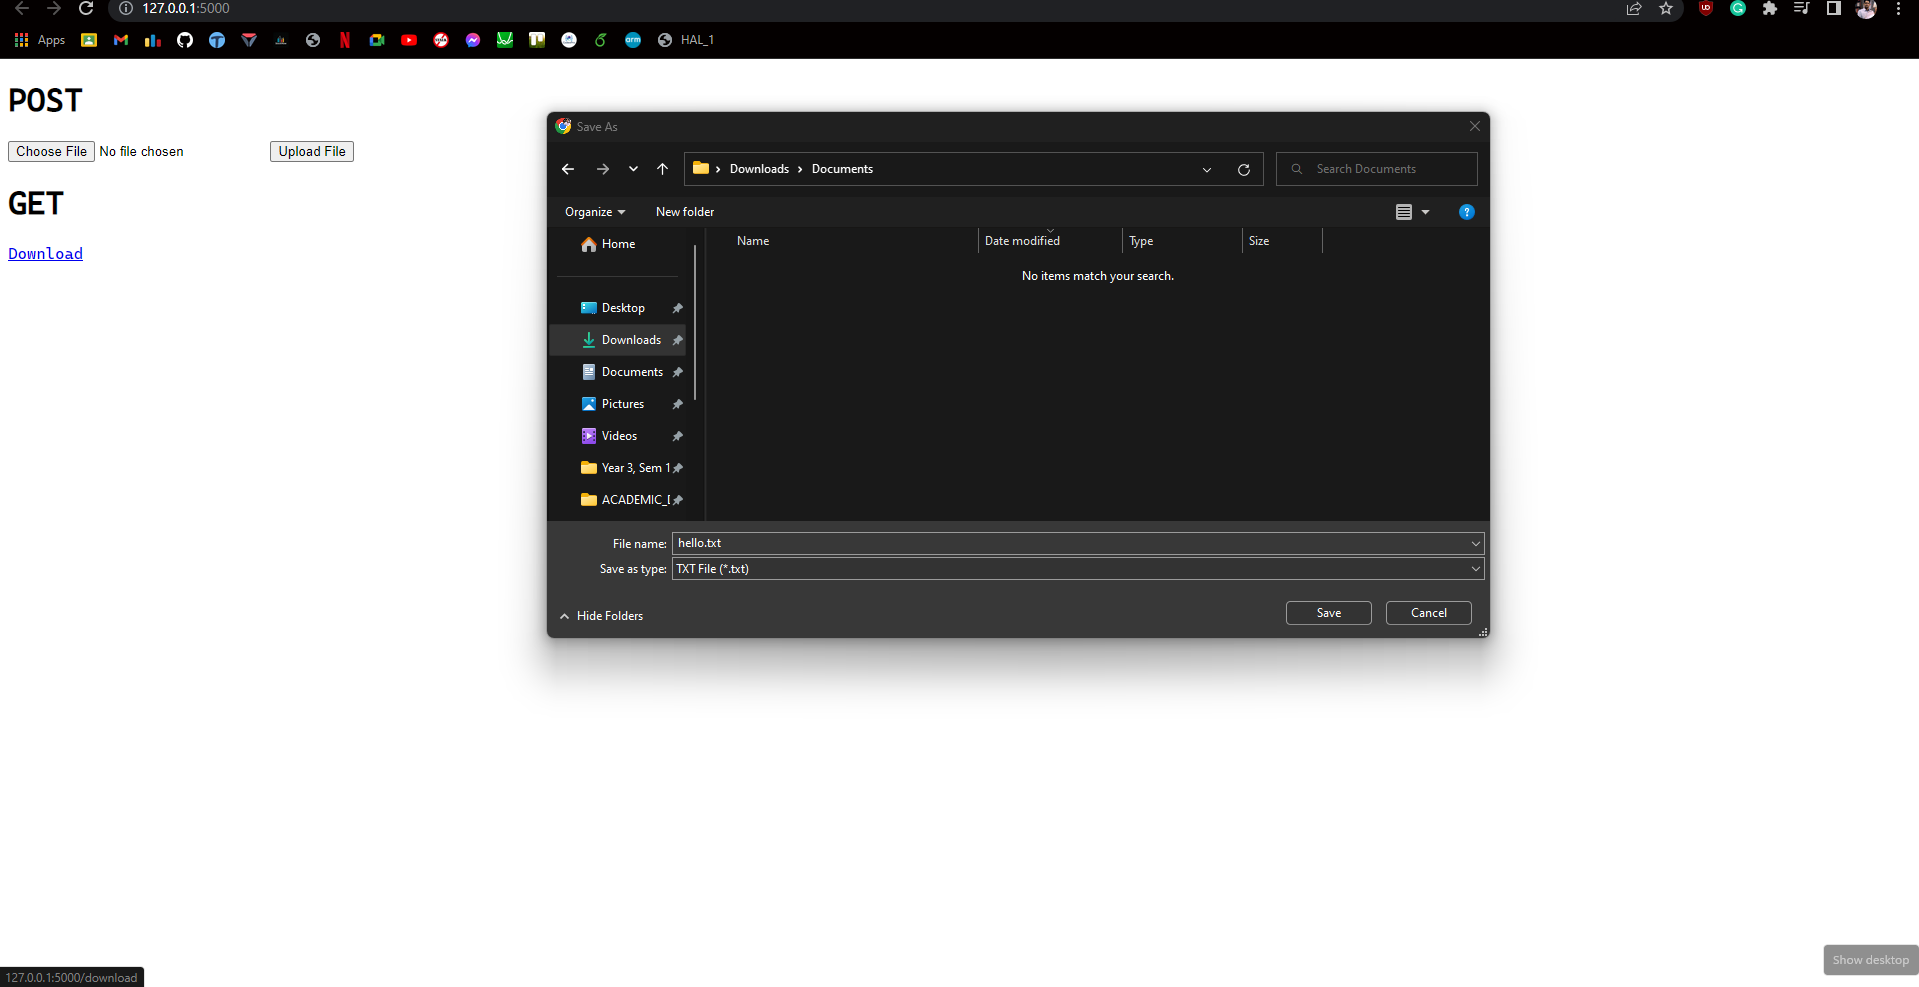 127.0.0.1:5000
Apps
HAL_1
POST
Choose File No file chosen Upload File
GET
Download
Save As
Downloads Documents
Search Documents
Organize New folder
Home
Desktop
Downloads
Documents
Pictures
Videos
Year 3, Sem 1
ACADEMIC_
Name Date modified Type Size
No items match your search.
File name: hello.txt
Save as type: TXT File (*.txt)
Hide Folders
Save Cancel
Show desktop
127.0.0.1:5000/download